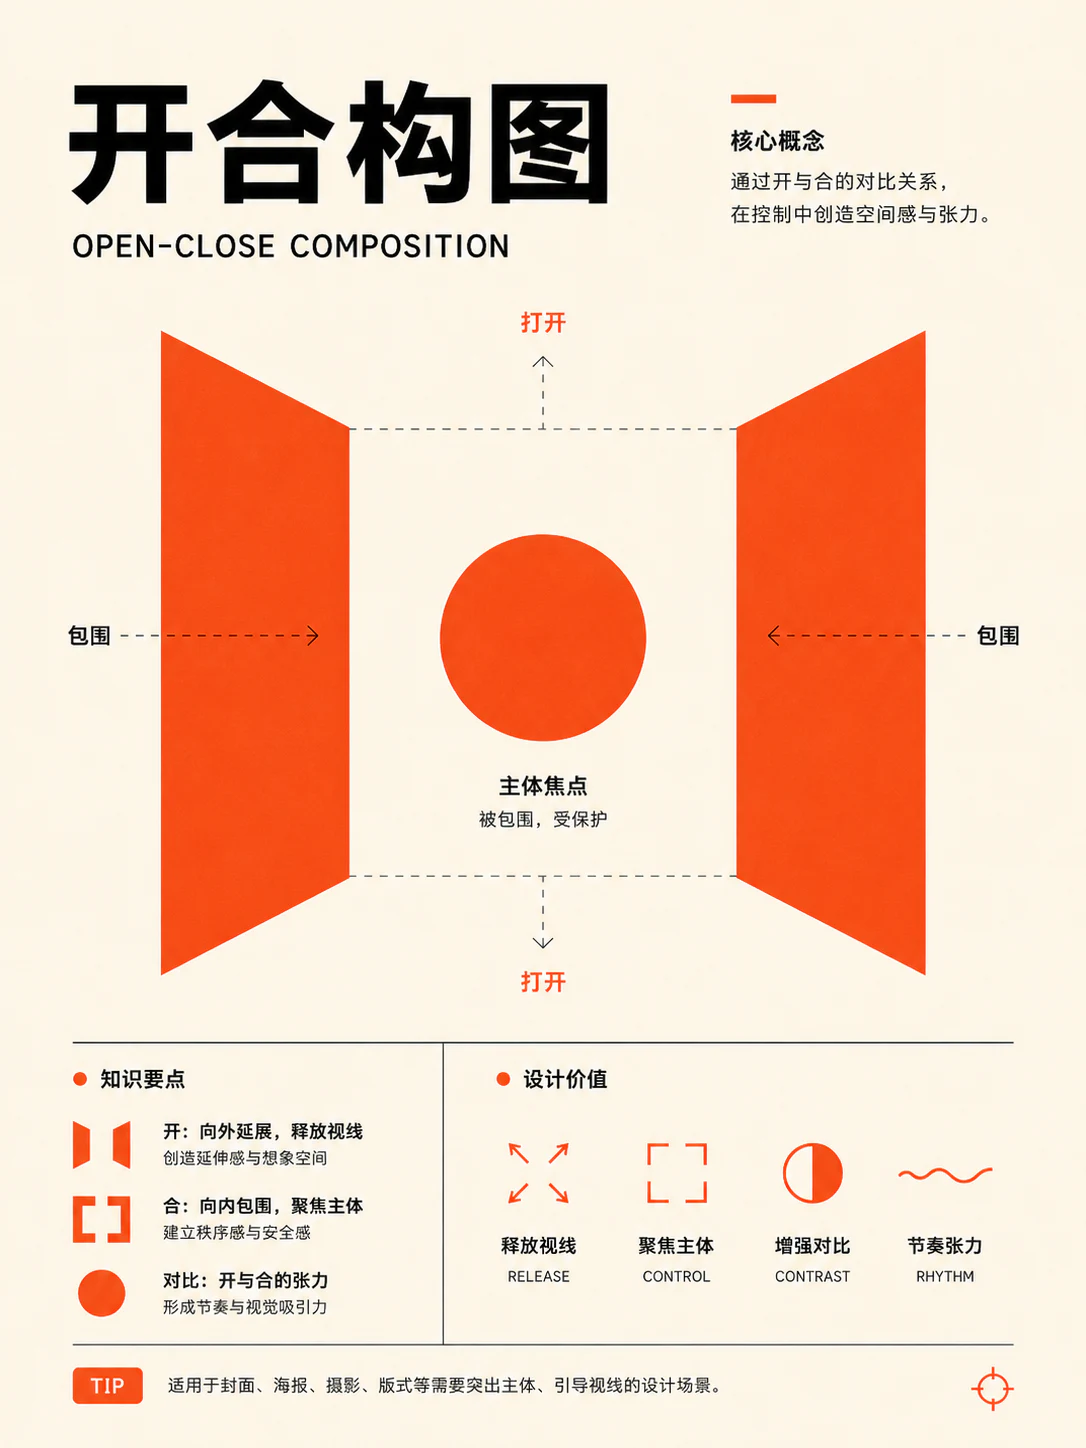 开合构图
OPEN-CLOSE COMPOSITION
核心概念
通过开与合的对比关系，
在控制中创造空间感与张力。
打开
包围
包围
主体焦点
被包围，受保护
打开
知识要点
开：向外延展，释放视线
创造延伸感与想象空间
合：向内包围，聚焦主体
建立秩序感与安全感
对比：开与合的张力
形成节奏与视觉吸引力
设计价值
释放视线
RELEASE
聚焦主体
CONTROL
增强对比
CONTRAST
节奏张力
RHYTHM
TIP
适用于封面、海报、摄影、版式等需要突出主体、引导视线的设计场景。